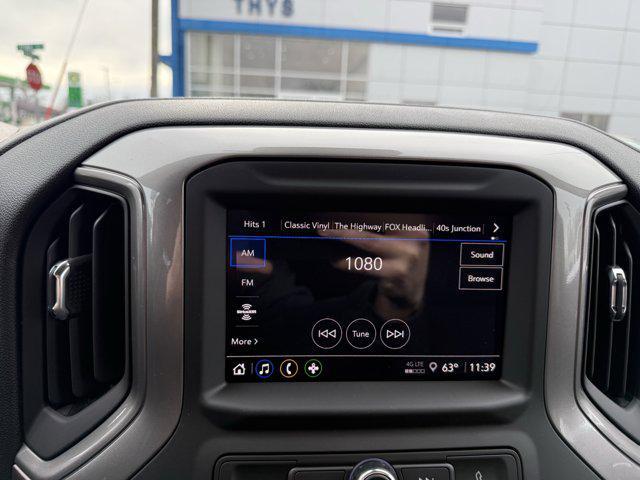 THYS
Hits 1 Classic Vinyl The Highway FOX Headli... 40s Junction >
AM
1080
Sound
FM
Browse
SIRIUSXM
Tune
More >
4G LTE 63° 11:39